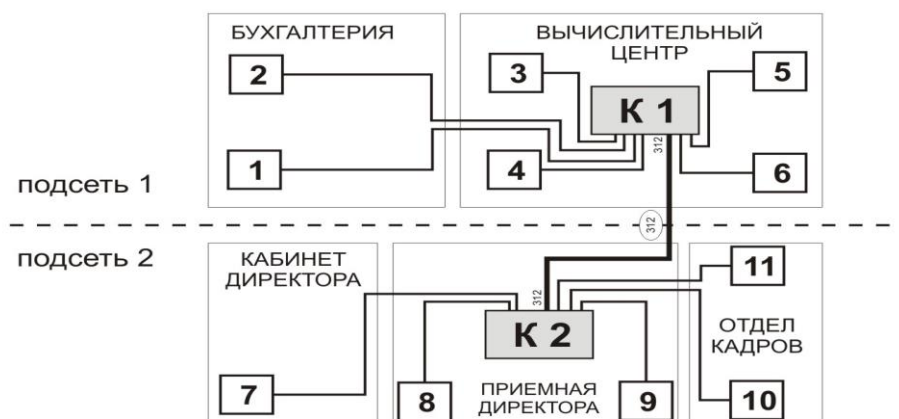 БУХГАЛТЕРИЯ
ВЫЧИСЛИТЕЛЬНЫЙ
ЦЕНТР
2
3
5
К 1
312
1
4
6
подсеть 1
312
подсеть 2
КАБИНЕТ
ДИРЕКТОРА
11
312
К 2
ОТДЕЛ
КАДРОВ
7
8
ПРИЕМНАЯ
ДИРЕКТОРА
9
10